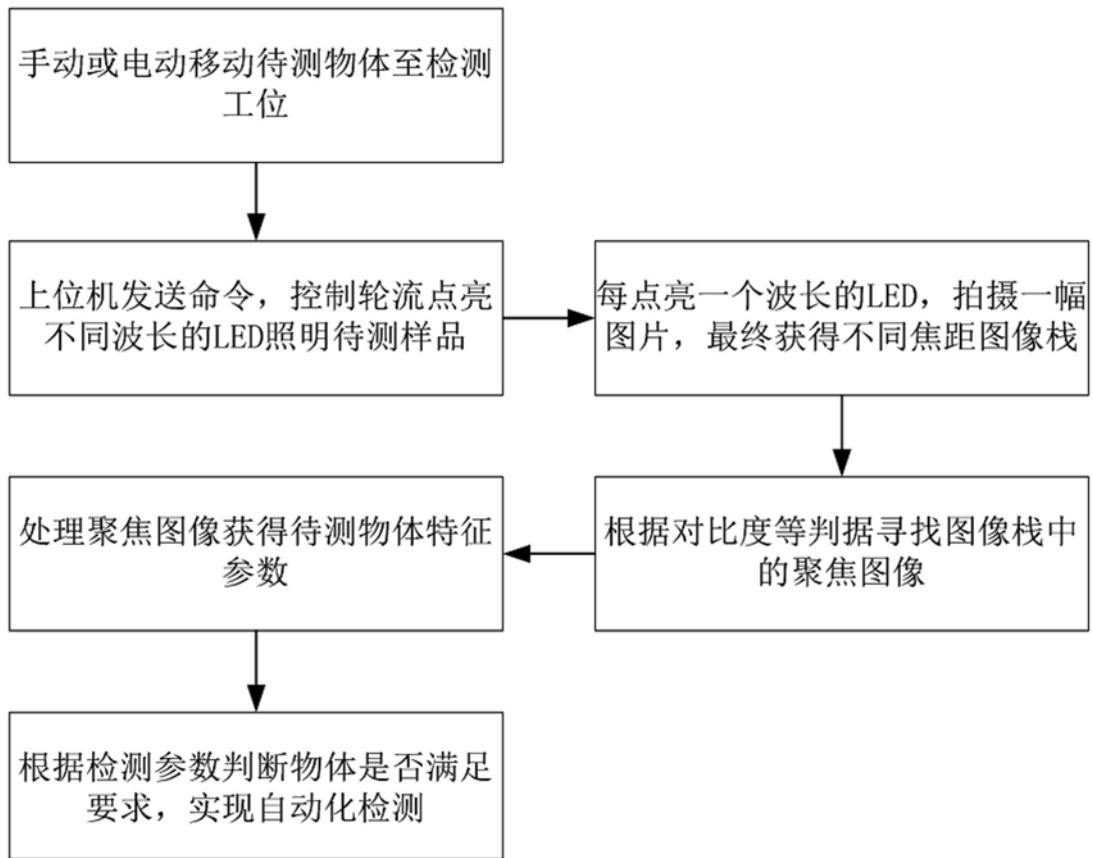 手动或电动移动待测物体至检测
工位
上位机发送命令，控制轮流点亮
不同波长的LED照明待测样品
每点亮一个波长的LED，拍摄一幅
图片，最终获得不同焦距图像栈
根据对比度等判据寻找图像栈中
的聚焦图像
处理聚焦图像获得待测物体特征
参数
根据检测参数判断物体是否满足
要求，实现自动化检测